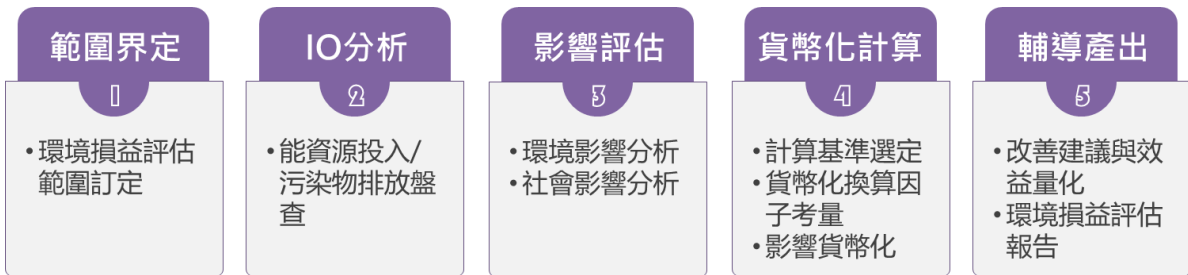 範圍界定
1
•環境損益評估
範圍訂定
IO分析
2
•能資源投入/
污染物排放盤
查
影響評估
3
•環境影響分析
•社會影響分析
貨幣化計算
4
•計算基準選定
•貨幣化換算因
子考量
•影響貨幣化
輔導產出
5
•改善建議與效
益量化
•環境損益評估
報告